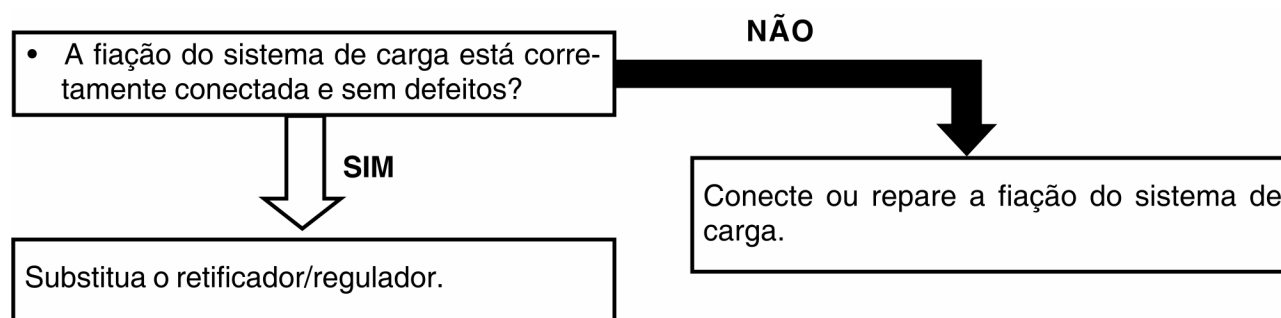 NÃO
• A fiação do sistema de carga está corre-
tamente conectada e sem defeitos?
SIM
Conecte ou repare a fiação do sistema de
carga.
Substitua o retificador/regulador.